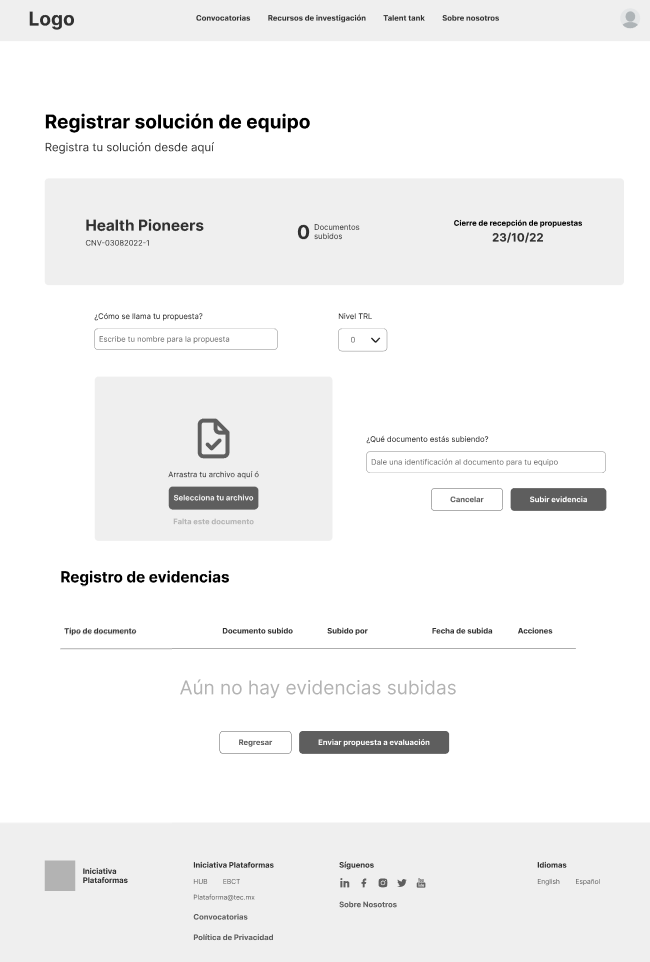 Logo
Convocatorias Recursos de investigación Talent tank Sobre nosotros
Registrar solución de equipo
Registra tu solución desde aquí
Health Pioneers
CNV-03082022-1
0 Documentos
subidos
Cierre de recepción de propuestas
23/10/22
¿Cómo se llama tu propuesta?
Escribe tu nombre para la propuesta
Nivel TRL
0
Arrastra tu archivo aquí ó
Selecciona tu archivo
Falta este documento
¿Qué documento estás subiendo?
Dale una identificación al documento para tu equipo
Cancelar Subir evidencia
Registro de evidencias
Tipo de documento Documento subido Subido por Fecha de subida Acciones
Aún no hay evidencias subidas
Regresar Enviar propuesta a evaluación
Iniciativa
Plataformas
Iniciativa Plataformas
HUB EBCT
Plataforma@tec.mx
Convocatorias
Política de Privacidad
Síguenos
Sobre Nosotros
Idiomas
English Español